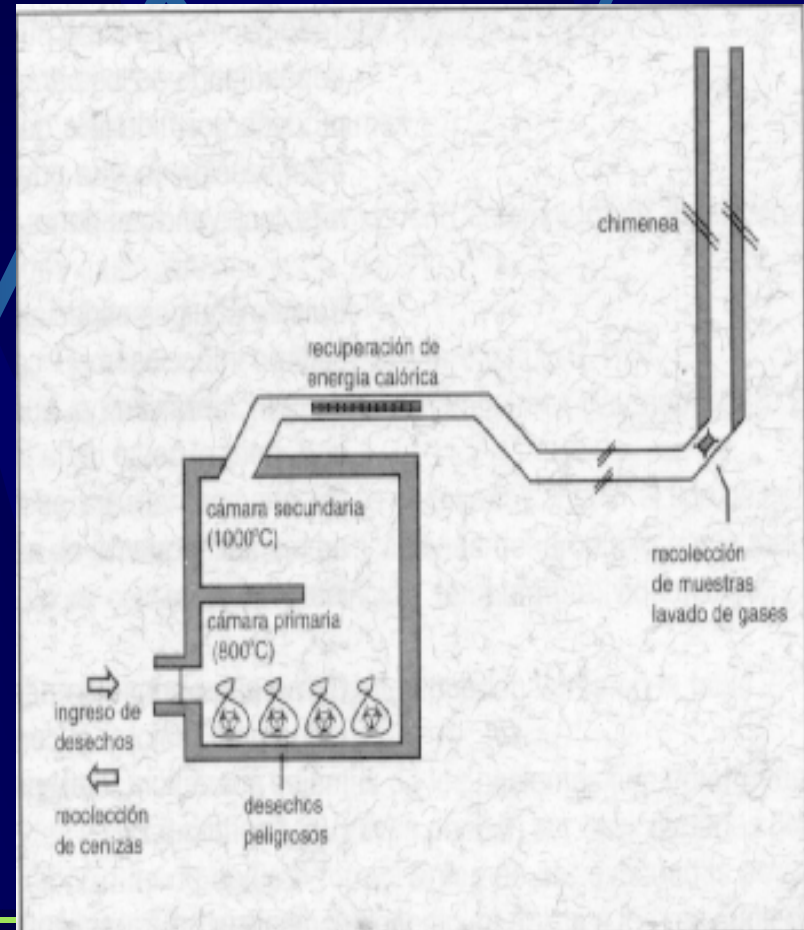 chimenea
recuperación de
energía calórica
cámara secundaria
(1000°C)
recolección
de muestras
lavado de gases
cámara primaria
(800°C)
ingreso de
desechos
recolección
de cenizas
desechos
peligrosos